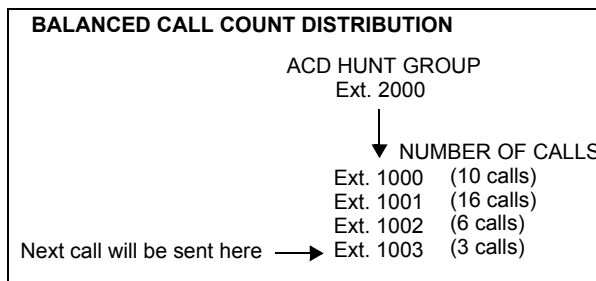 BALANCED CALL COUNT DISTRIBUTION
ACD HUNT GROUP
Ext. 2000
NUMBER OF CALLS
Ext. 1000 (10 calls)
Ext. 1001 (16 calls)
Ext. 1002 (6 calls)
Next call will be sent here Ext. 1003 (3 calls)